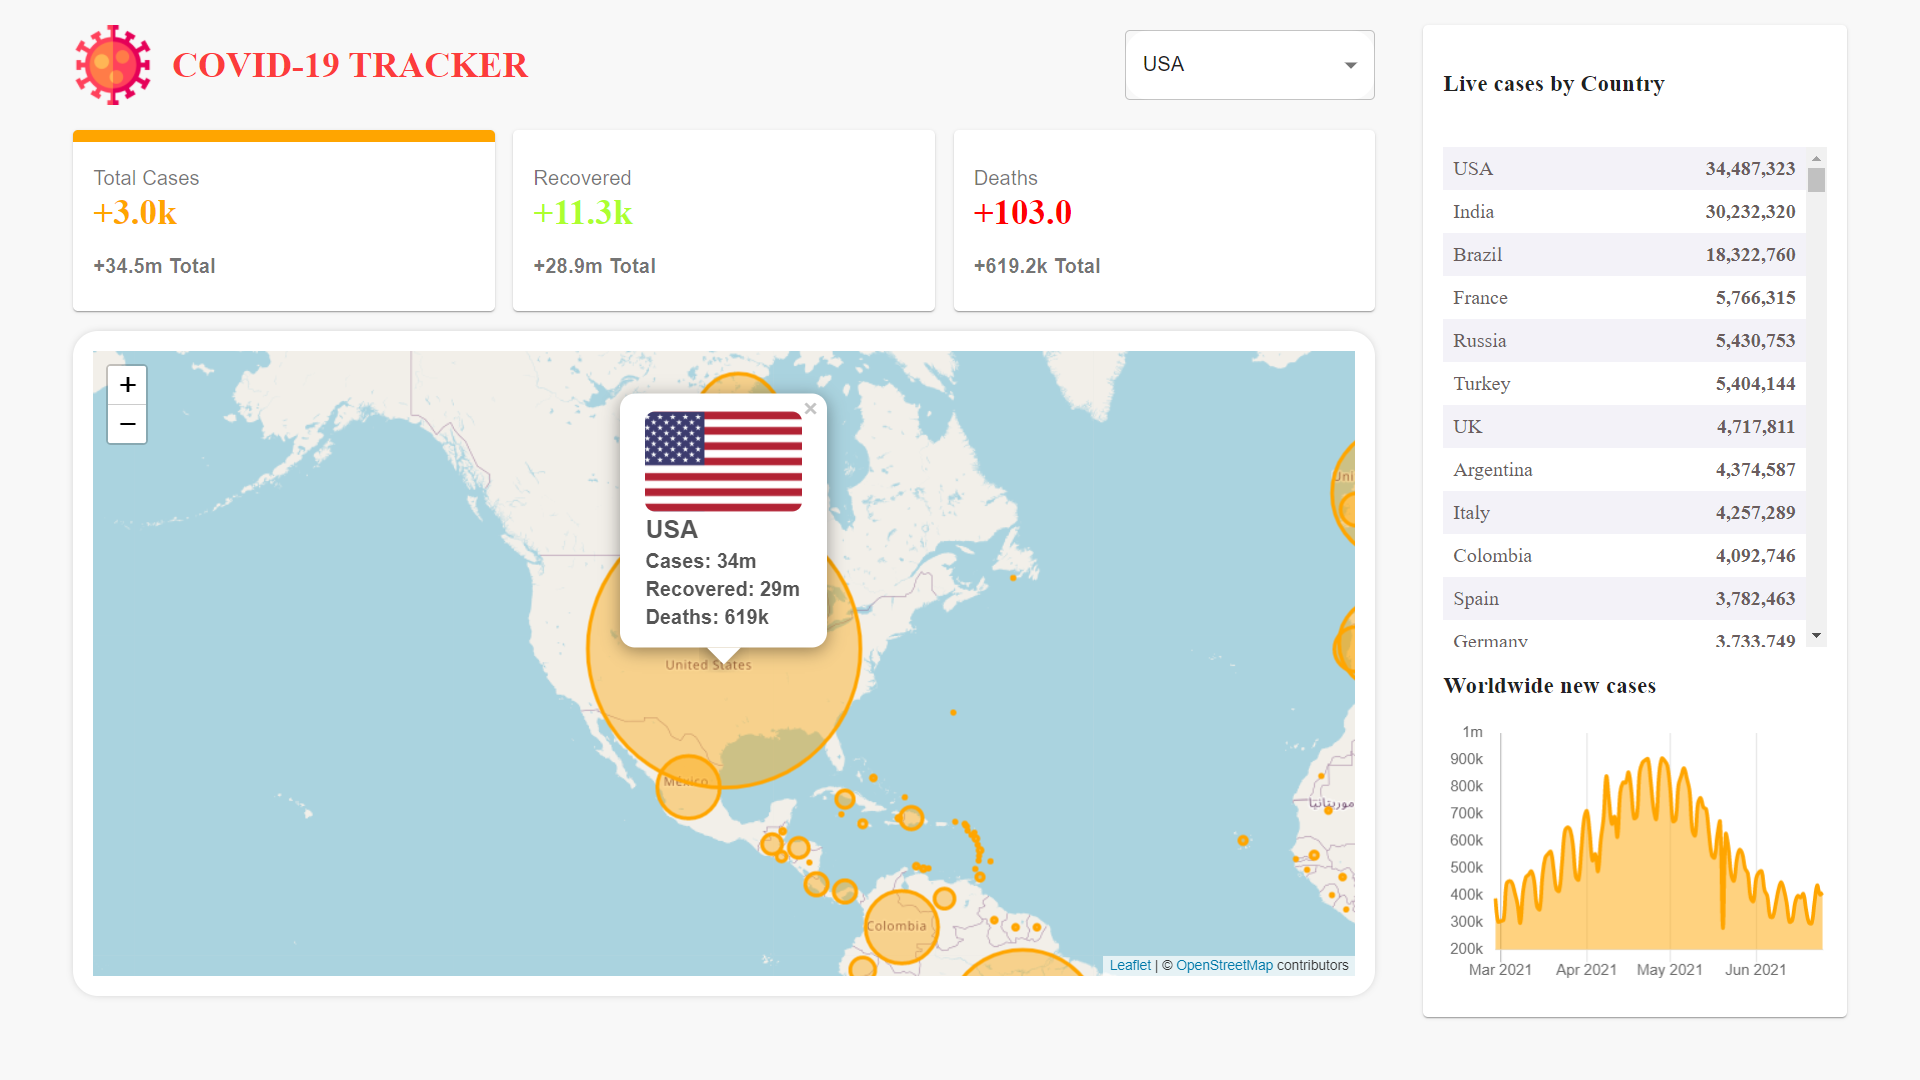 COVID-19 TRACKER
USA
Total Cases
+3.0k
+34.5m Total
Recovered
+11.3k
+28.9m Total
Deaths
+103.0
+619.2k Total
+
−
×
USA
Cases: 34m
Recovered: 29m
Deaths: 619k
United States
México
Colombia
Uni
موريتانيا
Leaflet | © OpenStreetMap contributors
Live cases by Country
USA 34,487,323
India 30,232,320
Brazil 18,322,760
France 5,766,315
Russia 5,430,753
Turkey 5,404,144
UK 4,717,811
Argentina 4,374,587
Italy 4,257,289
Colombia 4,092,746
Spain 3,782,463
Germany 3,733,749
Worldwide new cases
1m
900k
800k
700k
600k
500k
400k
300k
200k
Mar 2021 Apr 2021 May 2021 Jun 2021